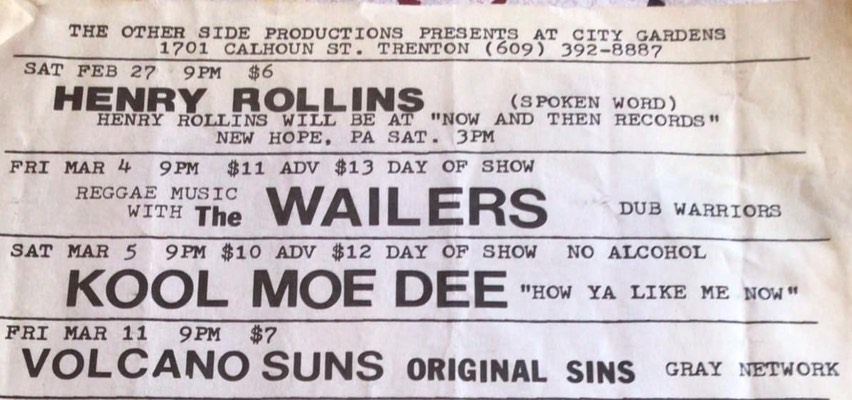 THE OTHER SIDE PRODUCTIONS PRESENTS AT CITY GARDENS
1701 CALHOUN ST. TRENTON (609) 392-8887
SAT FEB 27 9PM $6
HENRY ROLLINS (SPOKEN WORD)
HENRY ROLLINS WILL BE AT "NOW AND THEN RECORDS"
NEW HOPE, PA SAT. 3PM
FRI MAR 4 9PM $11 ADV $13 DAY OF SHOW
REGGAE MUSIC
WITH The WAILERS DUB WARRIORS
SAT MAR 5 9PM $10 ADV $12 DAY OF SHOW NO ALCOHOL
KOOL MOE DEE "HOW YA LIKE ME NOW"
FRI MAR 11 9PM $7
VOLCANO SUNS ORIGINAL SINS GRAY NETWORK